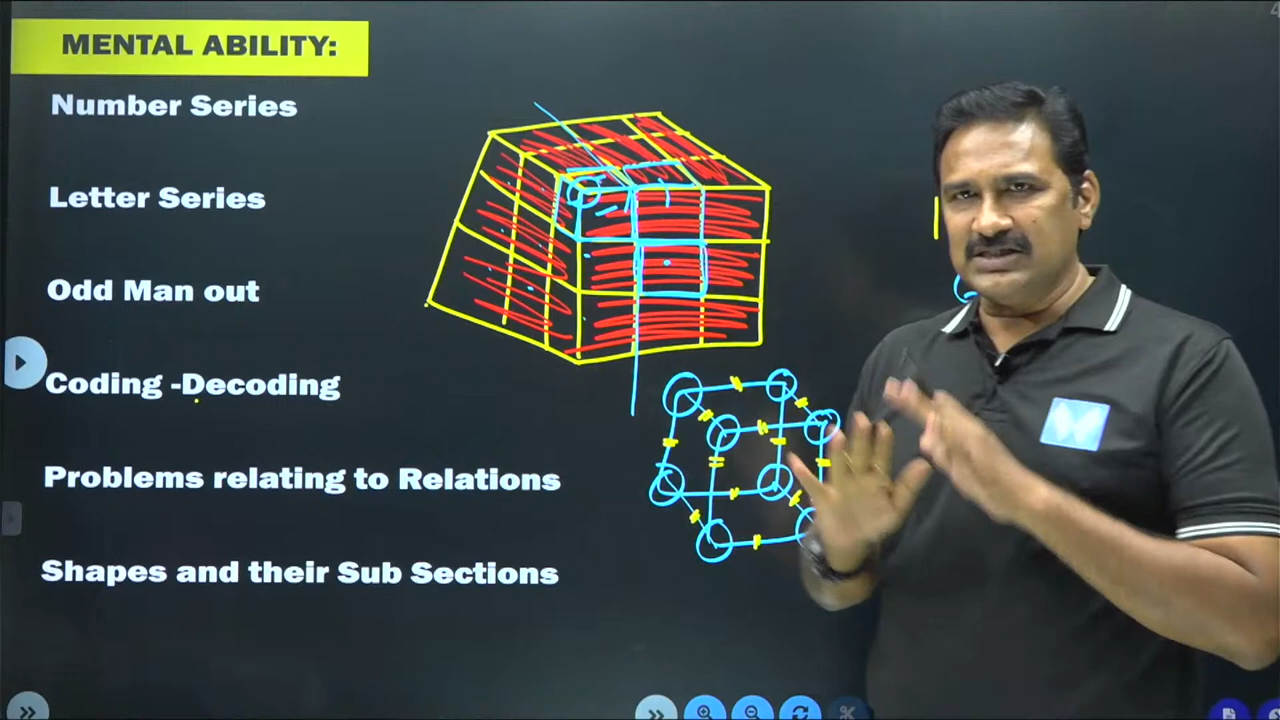 MENTAL ABILITY:
Number Series
Letter Series
Odd Man out
Coding -Decoding
Problems relating to Relations
Shapes and their Sub Sections